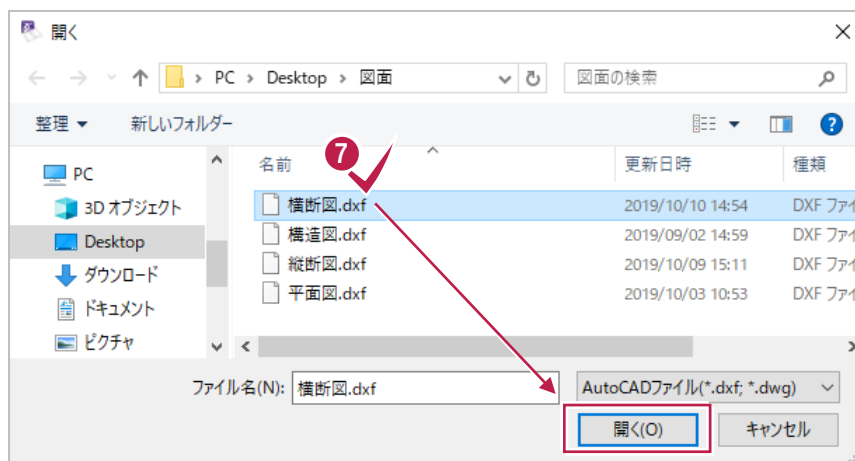 開く
PC > Desktop > 図面
図面の検索
整理 新しいフォルダー
PC
3D オブジェクト
Desktop
ダウンロード
ドキュメント
ピクチャ
7
名前 更新日時 種類
横断図.dxf 2019/10/10 14:54 DXF ファイ
構造図.dxf 2019/09/02 14:59 DXF ファイ
縦断図.dxf 2019/10/09 15:11 DXF ファイ
平面図.dxf 2019/10/03 10:53 DXF ファイ
ファイル名(N): 横断図.dxf AutoCADファイル(*.dxf; *.dwg)
開く(O) キャンセル